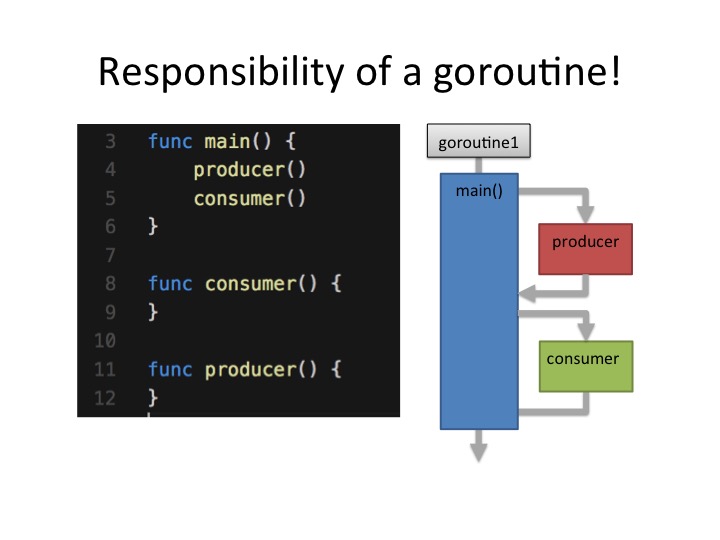 Responsibility of a goroutine!
3 func main() {
4     producer()
5     consumer()
6 }
7
8 func consumer() {
9 }
10
11 func producer() {
12 }
goroutine1
main()
producer
consumer